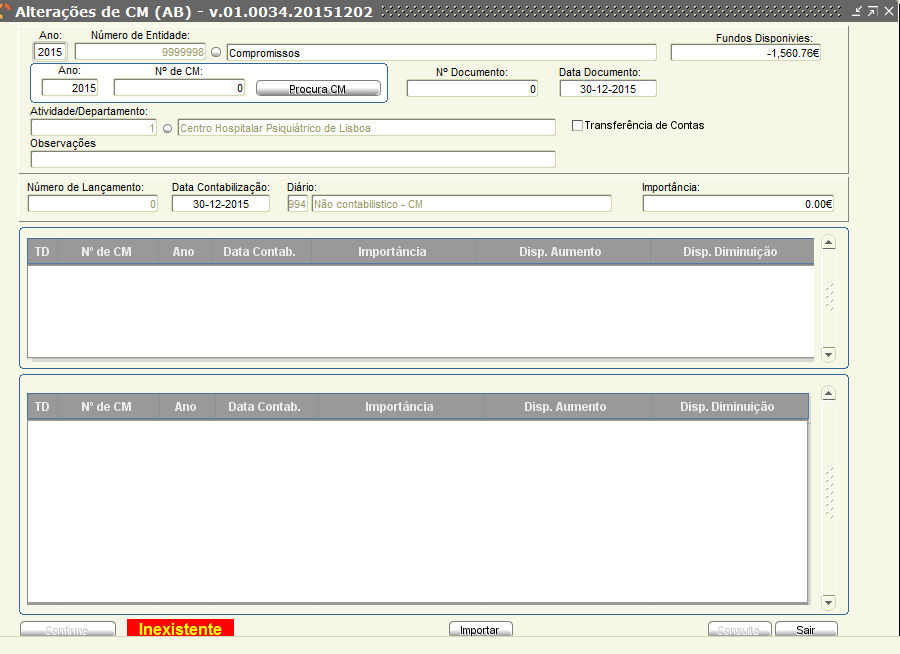 Alterações de CM (AB) - v.01.0034.20151202
Ano: Número de Entidade: Fundos Disponivies:
2015 9999998 Compromissos -1,560.76€
Ano: Nº de CM: Nº Documento: Data Documento:
2015 0 Procura CM 0 30-12-2015
Atividade/Departamento:
1 Centro Hospitalar Psiquiátrico de Lisboa Transferência de Contas
Observações
Número de Lançamento: Data Contabilização: Diário: Importância:
0 30-12-2015 994 Não contabilistico - CM 0.00€
TD Nº de CM Ano Data Contab. Importância Disp. Aumento Disp. Diminuição
TD Nº de CM Ano Data Contab. Importância Disp. Aumento Disp. Diminuição
Confirme Inexistente Importar Consulta Sair